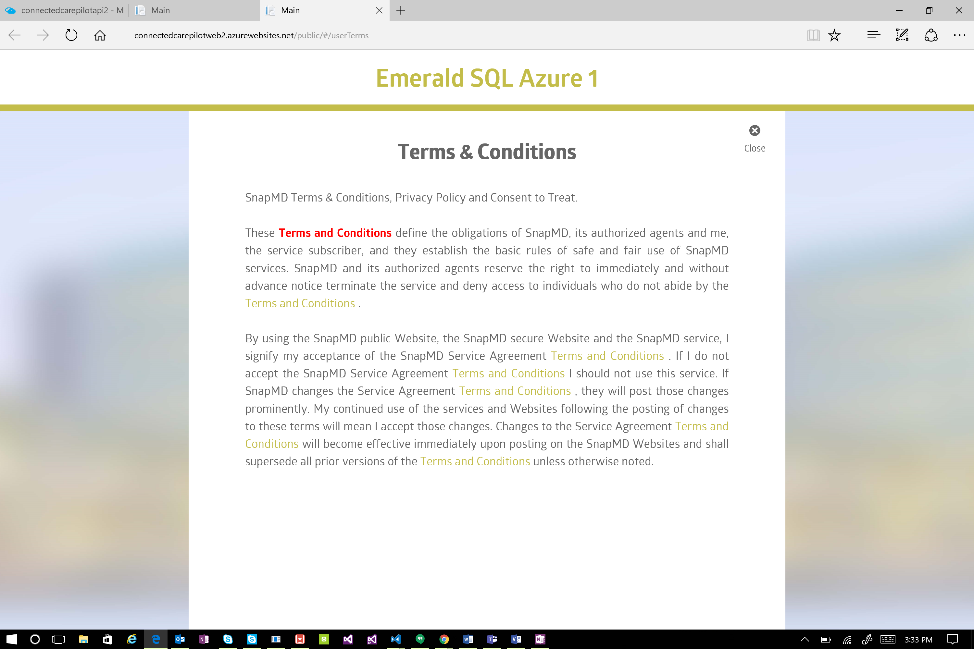 connectedcarepilotapi2 - M
Main
Main
connectedcarepilotweb2.azurewebsites.net/public/#/userTerms
Emerald SQL Azure 1
Close
Terms & Conditions
SnapMD Terms & Conditions, Privacy Policy and Consent to Treat.
These Terms and Conditions define the obligations of SnapMD, its authorized agents and me,
the service subscriber, and they establish the basic rules of safe and fair use of SnapMD
services. SnapMD and its authorized agents reserve the right to immediately and without
advance notice terminate the service and deny access to individuals who do not abide by the
Terms and Conditions .
By using the SnapMD public Website, the SnapMD secure Website and the SnapMD service, I
signify my acceptance of the SnapMD Service Agreement Terms and Conditions . If I do not
accept the SnapMD Service Agreement Terms and Conditions I should not use this service. If
SnapMD changes the Service Agreement Terms and Conditions , they will post those changes
prominently. My continued use of the services and Websites following the posting of changes
to these terms will mean I accept those changes. Changes to the Service Agreement Terms and
Conditions will become effective immediately upon posting on the SnapMD Websites and shall
supersede all prior versions of the Terms and Conditions unless otherwise noted.
3:33 PM